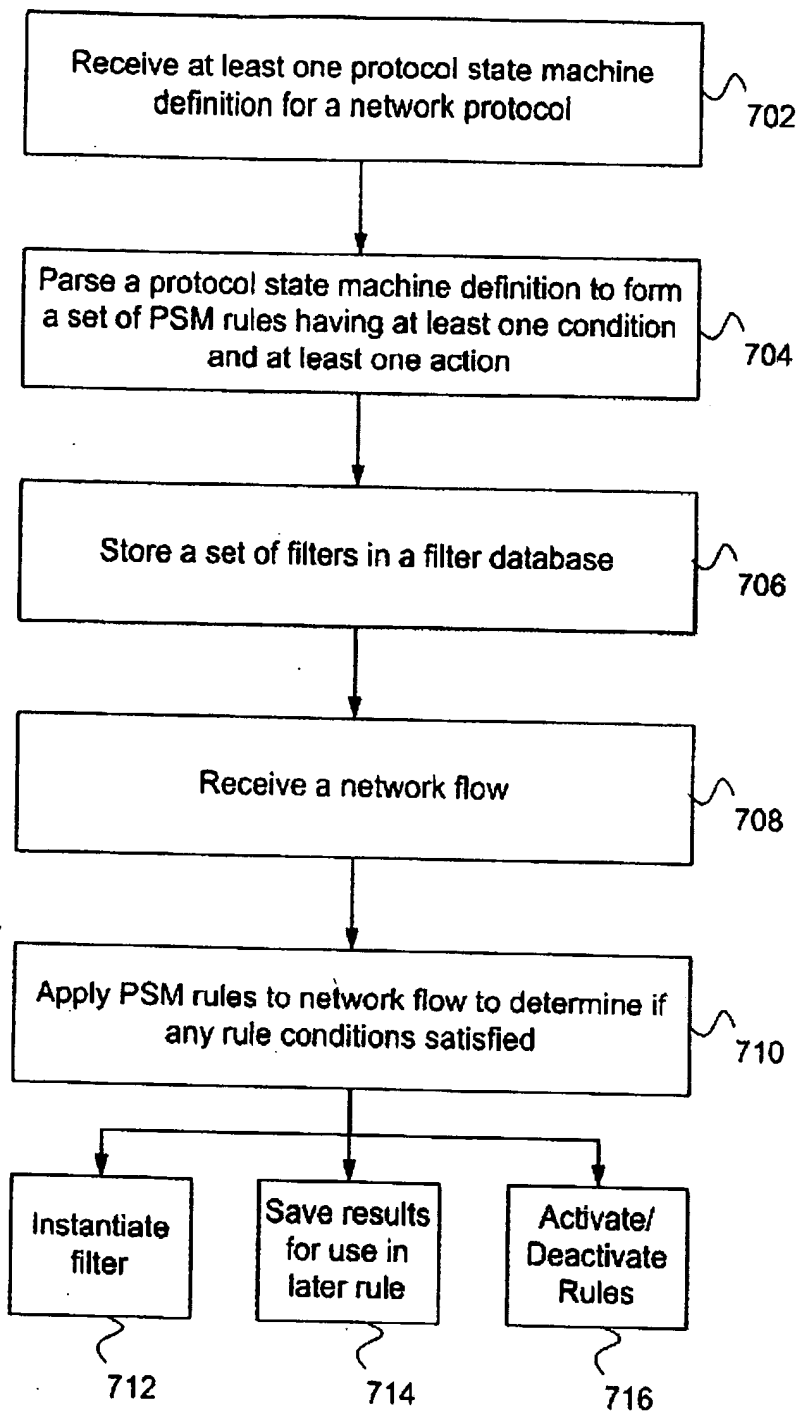 Receive at least one protocol state machine
definition for a network protocol
702
Parse a protocol state machine definition to form
a set of PSM rules having at least one condition
and at least one action
704
Store a set of filters in a filter database
706
Receive a network flow
708
Apply PSM rules to network flow to determine if
any rule conditions satisfied
710
Instantiate
filter
712
Save results
for use in
later rule
714
Activate/
Deactivate
Rules
716